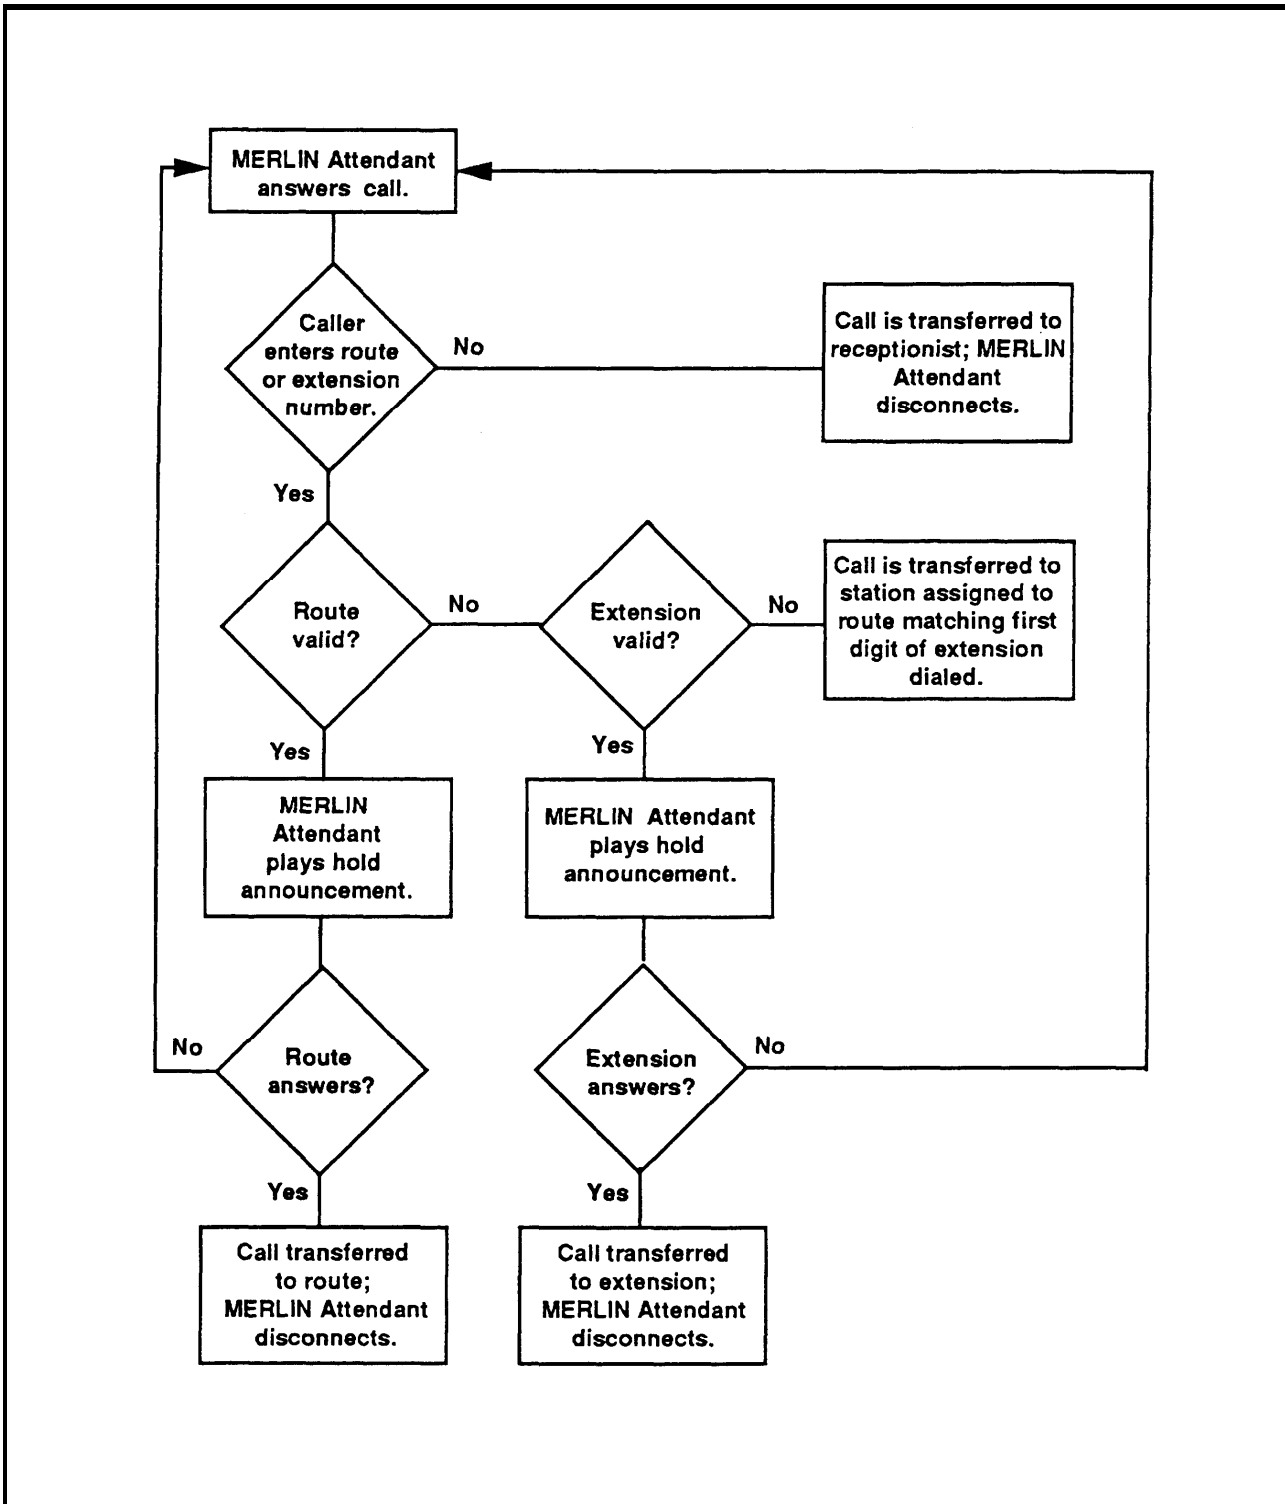 MERLIN Attendant
answers call.
Caller
enters route
or extension
number.
No
Call is transferred to
receptionist; MERLIN
Attendant
disconnects.
Yes
Route
valid?
No
Extension
valid?
No
Call is transferred to
station assigned to
route matching first
digit of extension
dialed.
Yes
MERLIN
Attendant
plays hold
announcement.
Yes
MERLIN Attendant
plays hold
announcement.
No
Route
answers?
Extension
answers?
No
Yes
Call transferred
to route;
MERLIN Attendant
disconnects.
Yes
Call transferred
to extension;
MERLIN Attendant
disconnects.